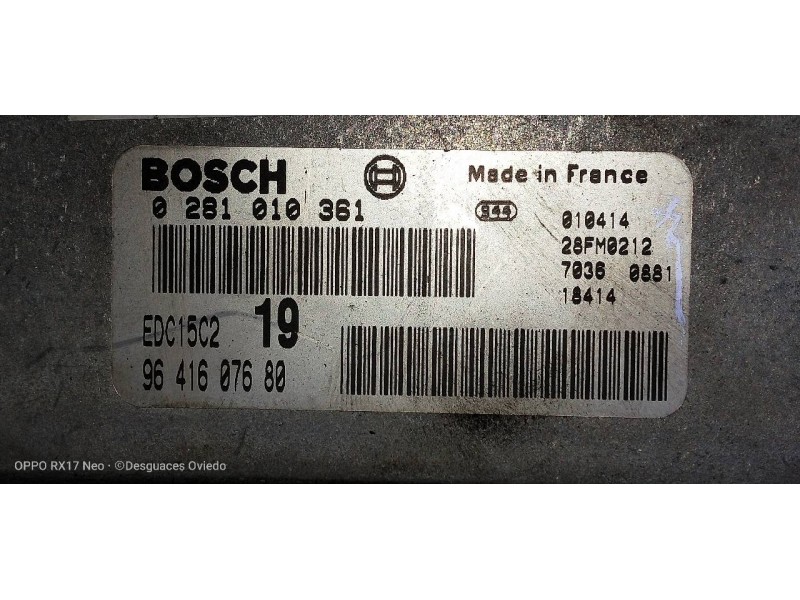 BOSCH
Made in France
0 281 010 361
944
010414
28FM0212
7036 0881
18414
EDC15C2 19
96 416 076 80
OPPO RX17 Neo · ©Desguaces Oviedo